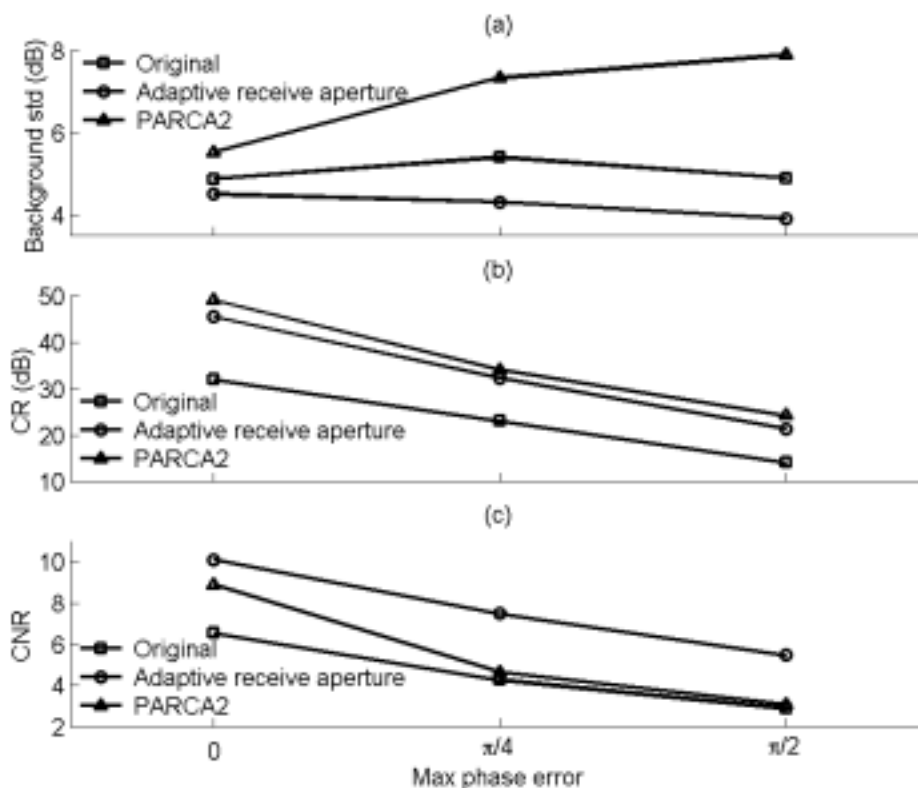 (a)
Background std (dB)
8
6
4
Original
Adaptive receive aperture
PARCA2
(b)
CR (dB)
50
40
30
20
10
Original
Adaptive receive aperture
PARCA2
(c)
CNR
10
8
6
4
2
Original
Adaptive receive aperture
PARCA2
0
π/4
π/2
Max phase error